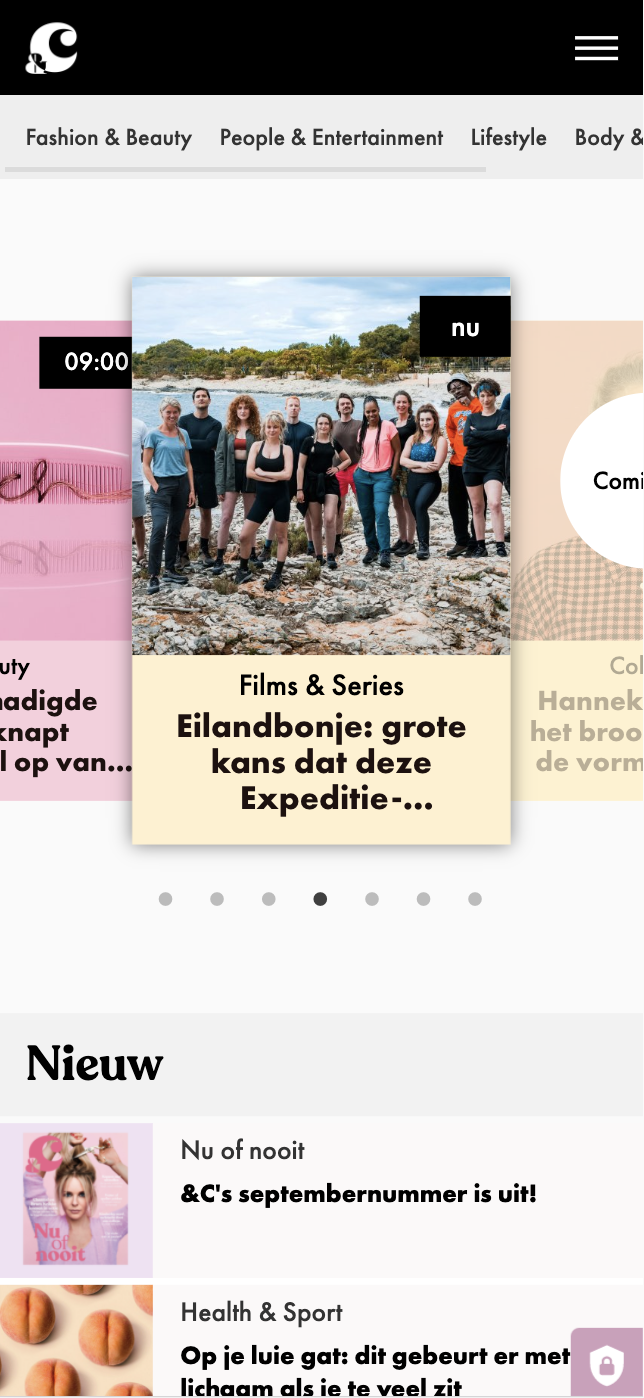 &C
Fashion & Beauty
People & Entertainment
Lifestyle
Body &
09:00
nu
Comi
uty
nadigde
knapt
l op van...
Films & Series
Eilandbonje: grote
kans dat deze
Expeditie-...
Col
Hannek
het broo
de vorm
Nieuw
Nu of nooit
&C's septembernummer is uit!
Nu
of
nooit
Health & Sport
Op je luie gat: dit gebeurt er met
lichaam als je te veel zit